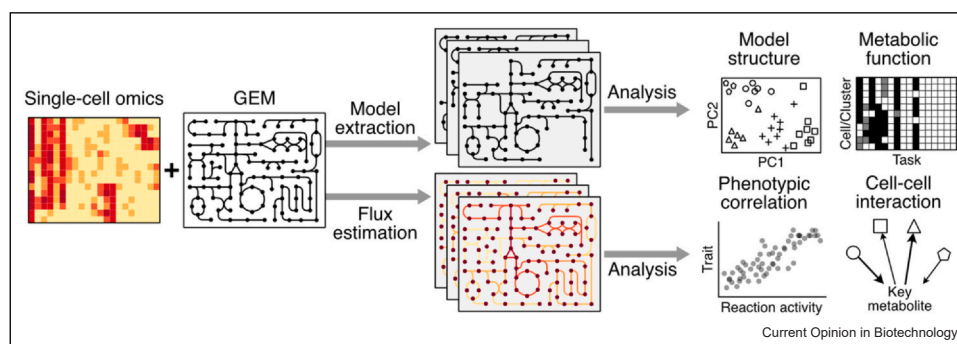 Single-cell omics
+
GEM
Model
extraction
Flux
estimation
Analysis
Analysis
Model
structure
PC2
PC1
Metabolic
function
Cell/Cluster
Task
Phenotypic
correlation
Trait
Reaction activity
Cell-cell
interaction
Key
metabolite
Current Opinion in Biotechnology